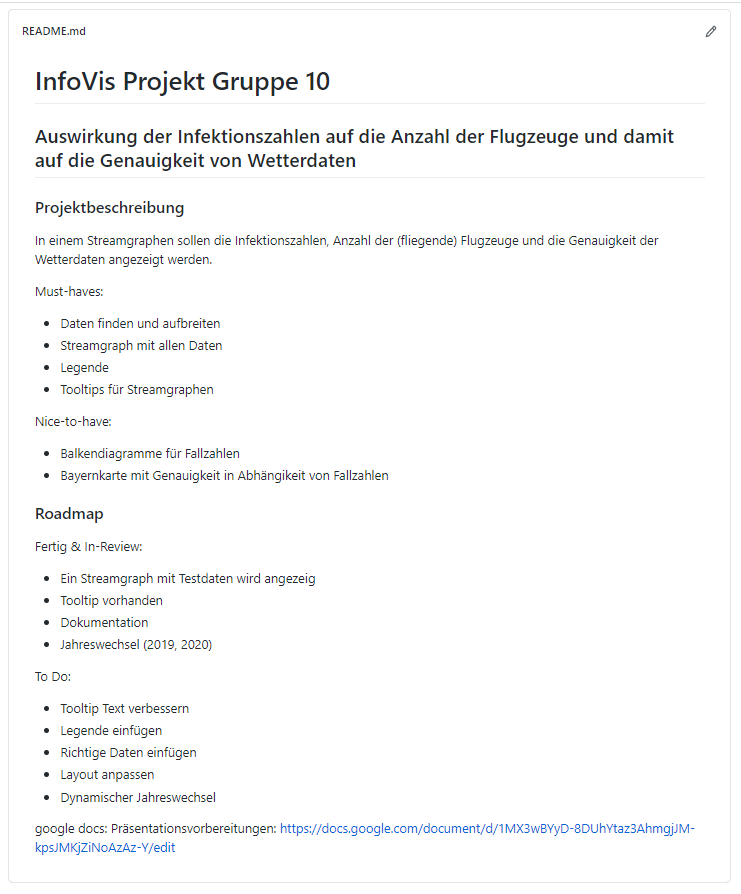 README.md
InfoVis Projekt Gruppe 10
Auswirkung der Infektionszahlen auf die Anzahl der Flugzeuge und damit
auf die Genauigkeit von Wetterdaten
Projektbeschreibung
In einem Streamgraphen sollen die Infektionszahlen, Anzahl der (fliegende) Flugzeuge und die Genauigkeit der
Wetterdaten angezeigt werden.
Must-haves:
Daten finden und aufbreiten
Streamgraph mit allen Daten
Legende
Tooltips für Streamgraphen
Nice-to-have:
Balkendiagramme für Fallzahlen
Bayernkarte mit Genauigkeit in Abhängikeit von Fallzahlen
Roadmap
Fertig & In-Review:
Ein Streamgraph mit Testdaten wird angezeig
Tooltip vorhanden
Dokumentation
Jahreswechsel (2019, 2020)
To Do:
Tooltip Text verbessern
Legende einfügen
Richtige Daten einfügen
Layout anpassen
Dynamischer Jahreswechsel
google docs: Präsentationsvorbereitungen: https://docs.google.com/document/d/1MX3wBYyD-8DUhYtaz3AhmgjJM-
kpsJMKjZiNoAzAz-Y/edit